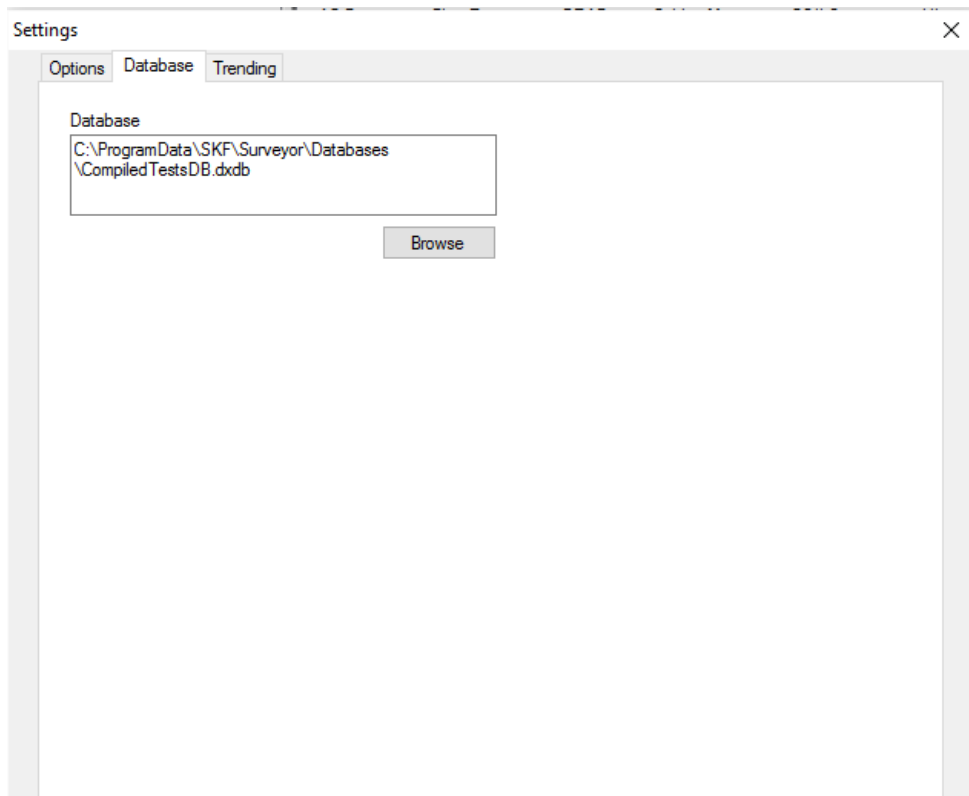 Settings
Options Database Trending
Database
C:\ProgramData\SKF\Surveyor\Databases
\CompiledTestsDB.dxdb
Browse